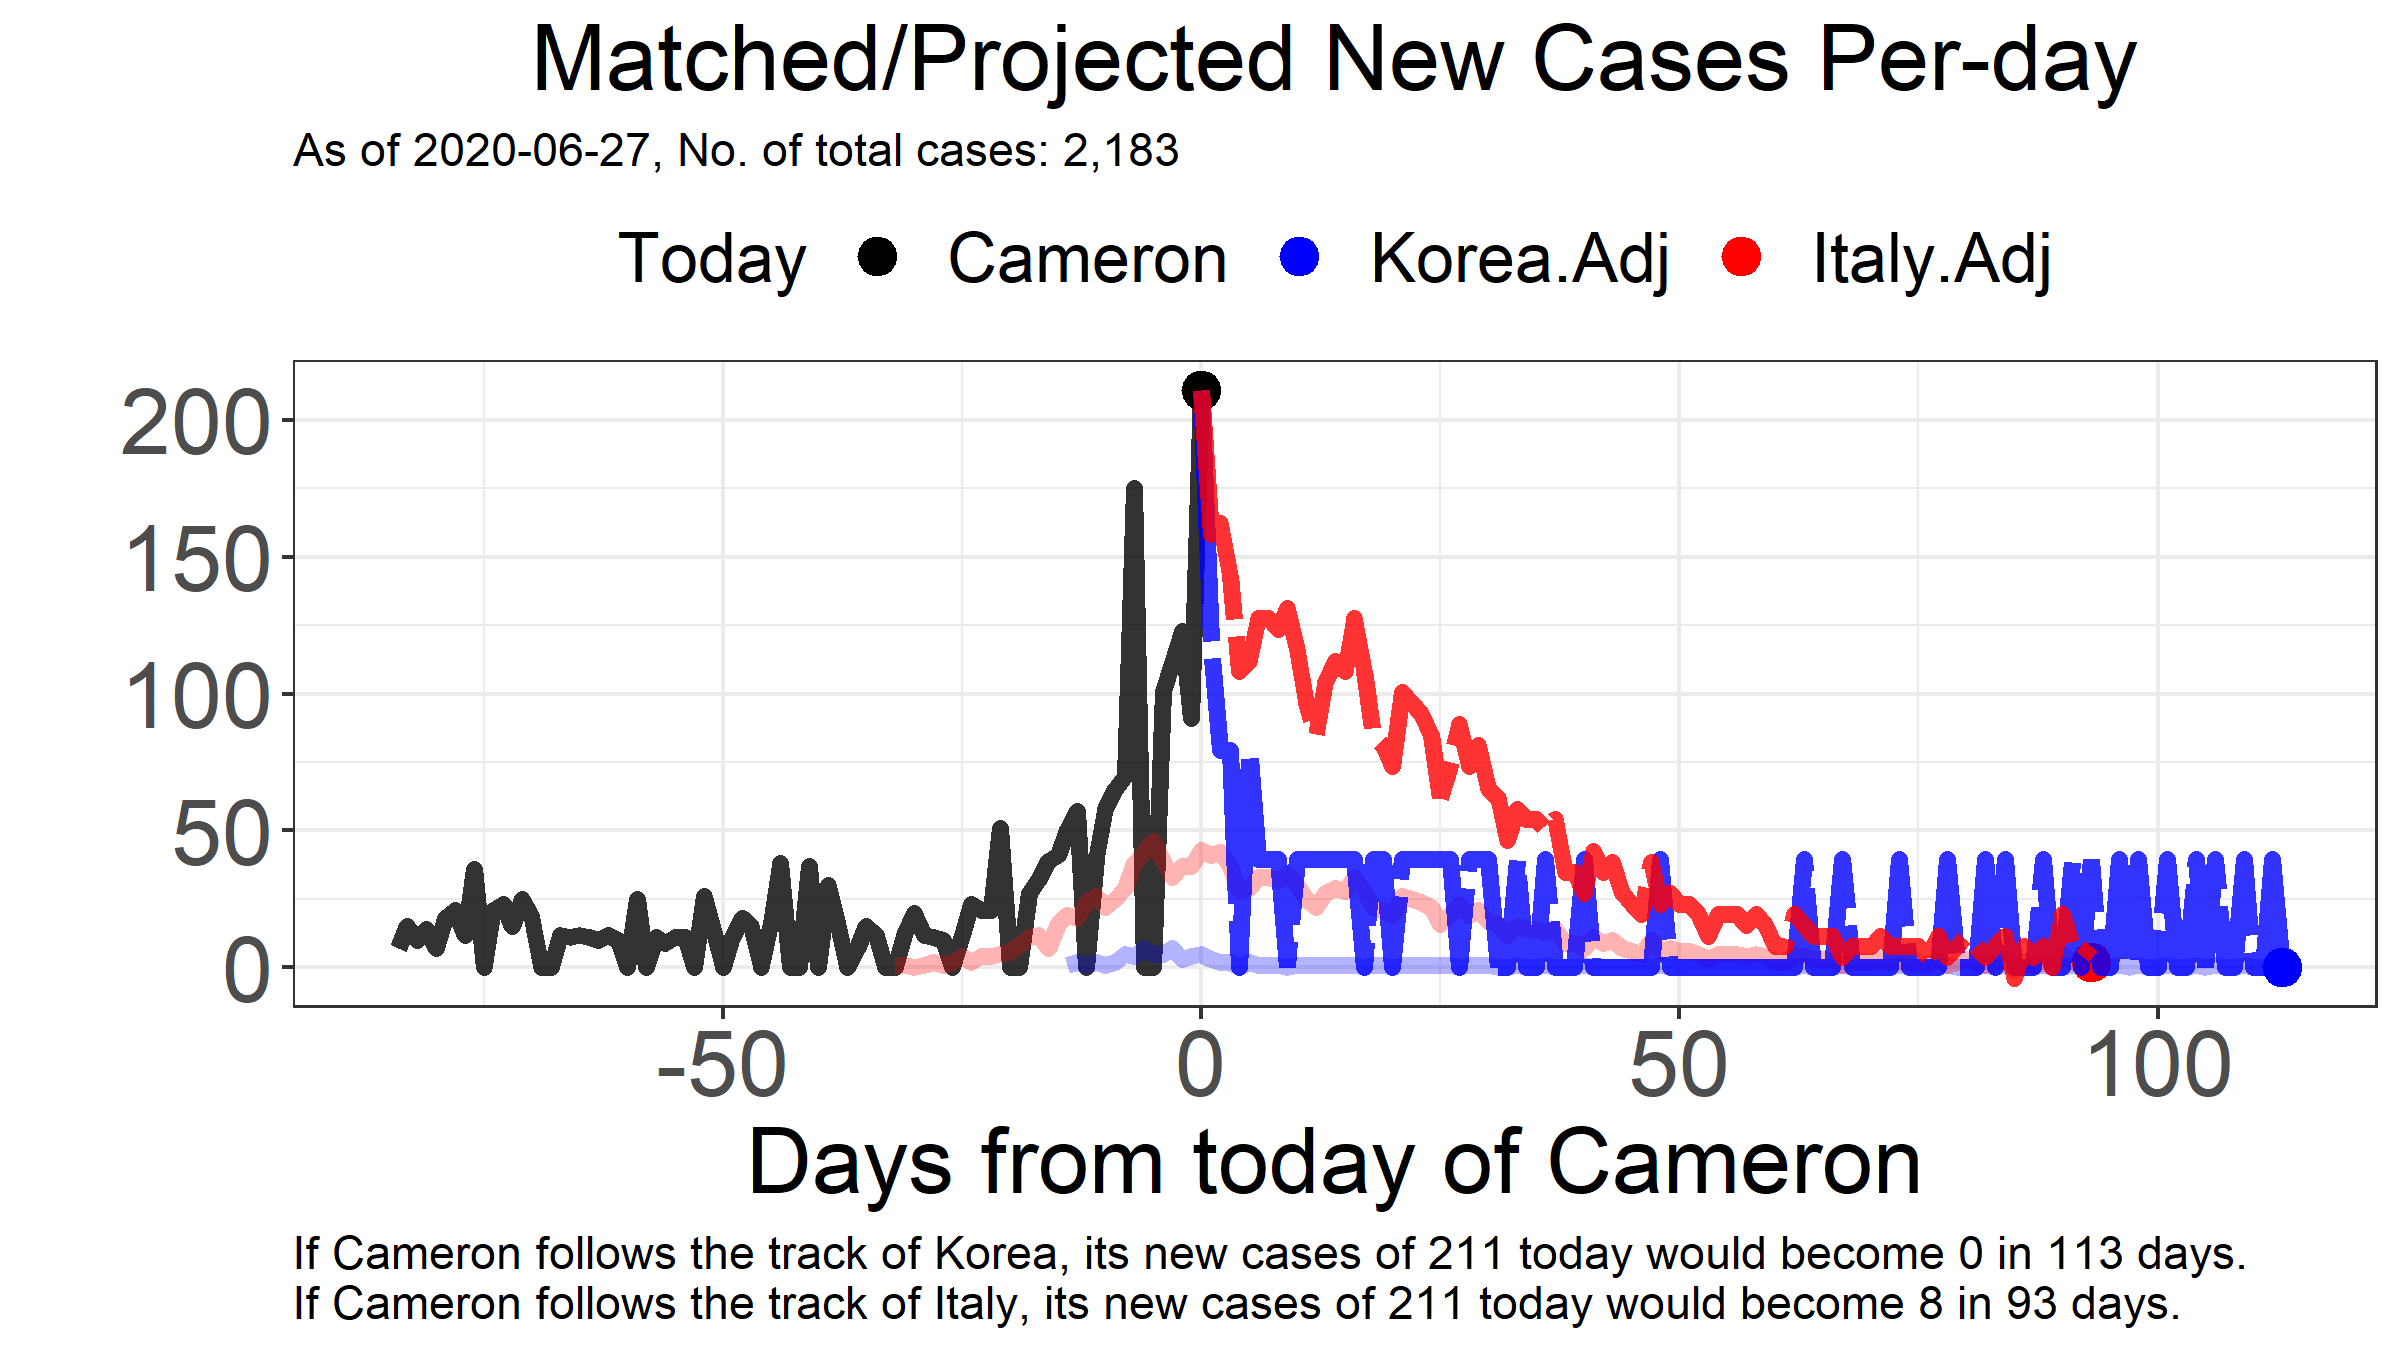 Matched/Projected New Cases Per-day
As of 2020-06-27, No. of total cases: 2,183
Today Cameron Korea.Adj Italy.Adj
200
150
100
50
0
-50 0 50 100
Days from today of Cameron
If Cameron follows the track of Korea, its new cases of 211 today would become 0 in 113 days.
If Cameron follows the track of Italy, its new cases of 211 today would become 8 in 93 days.